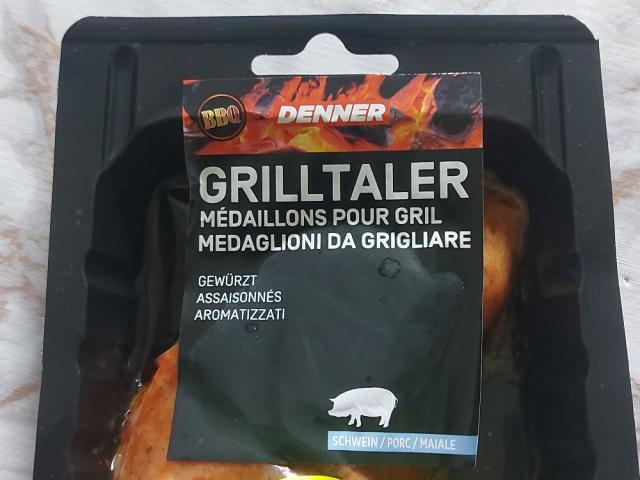 BBQ DENNER
GRILLTALER
MÉDAILLONS POUR GRIL
MEDAGLIONI DA GRIGLIARE
GEWÜRZT
ASSAISONNÉS
AROMATIZZATI
SCHWEIN / PORC / MAIALE